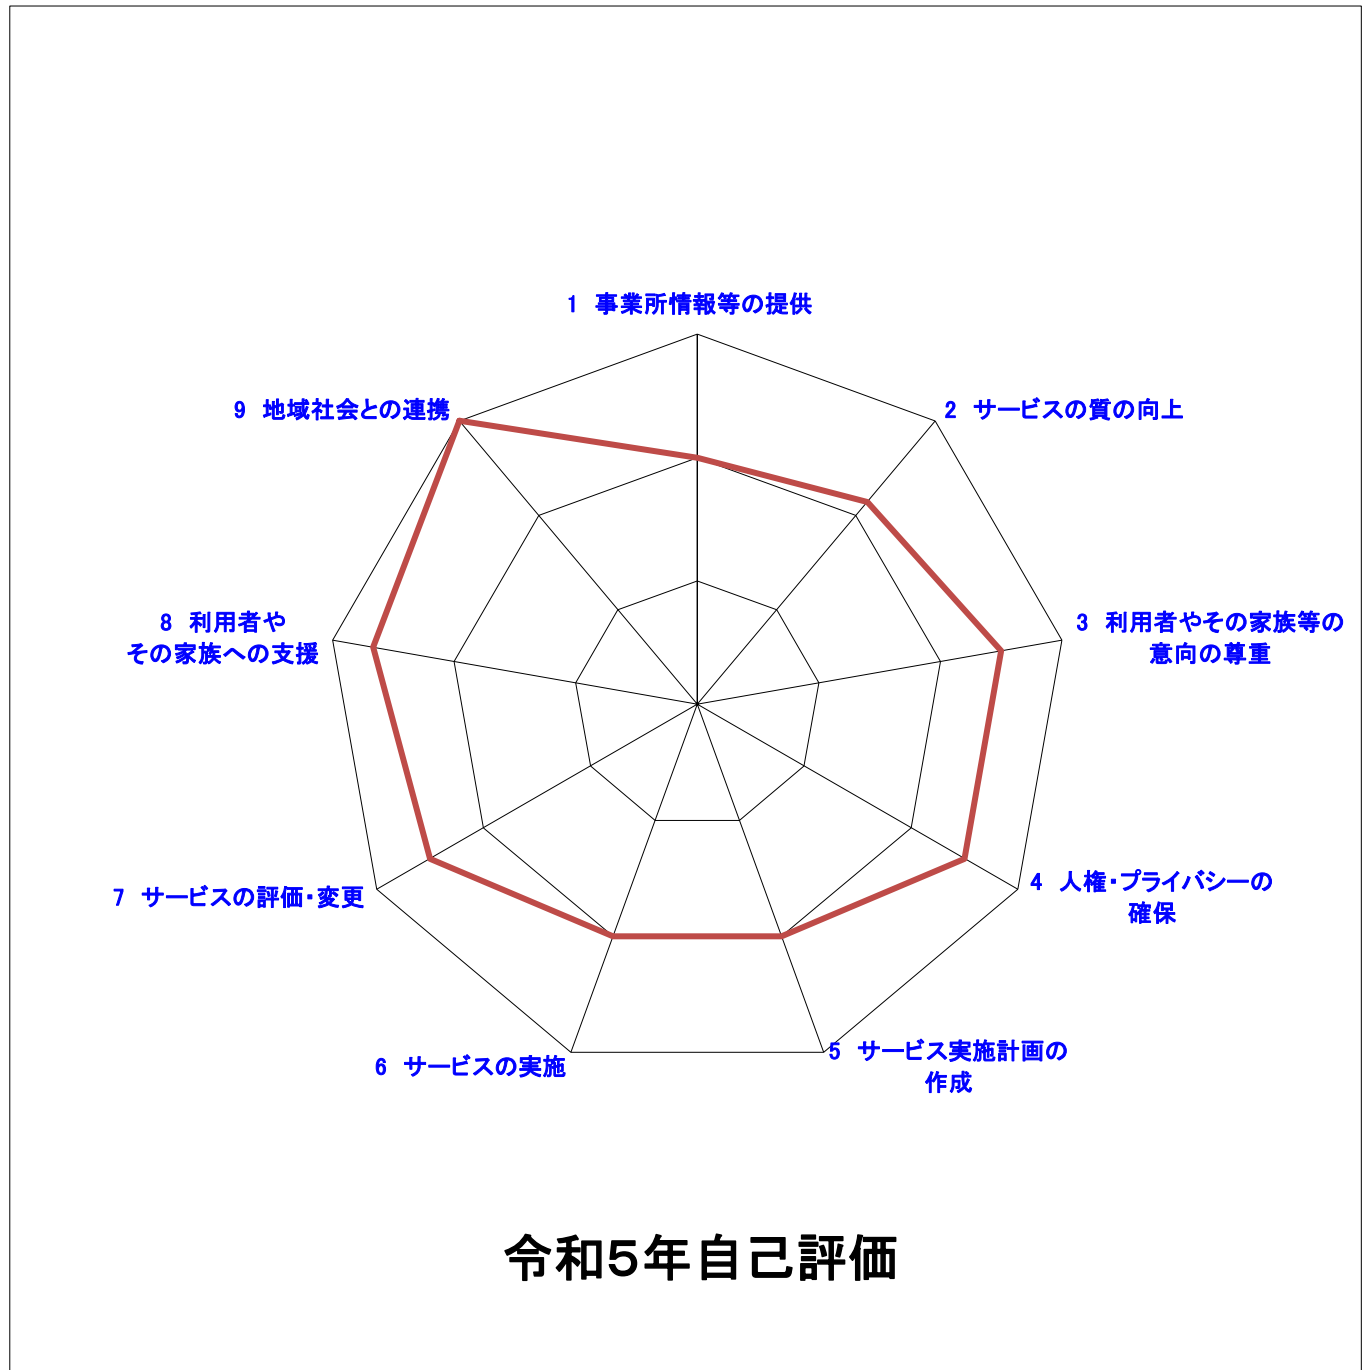 1 事業所情報等の提供
2 サービスの質の向上
3 利用者やその家族等の
意向の尊重
4 人権・プライバシーの
確保
5 サービス実施計画の
作成
6 サービスの実施
7 サービスの評価・変更
8 利用者や
その家族への支援
9 地域社会との連携
令和5年自己評価